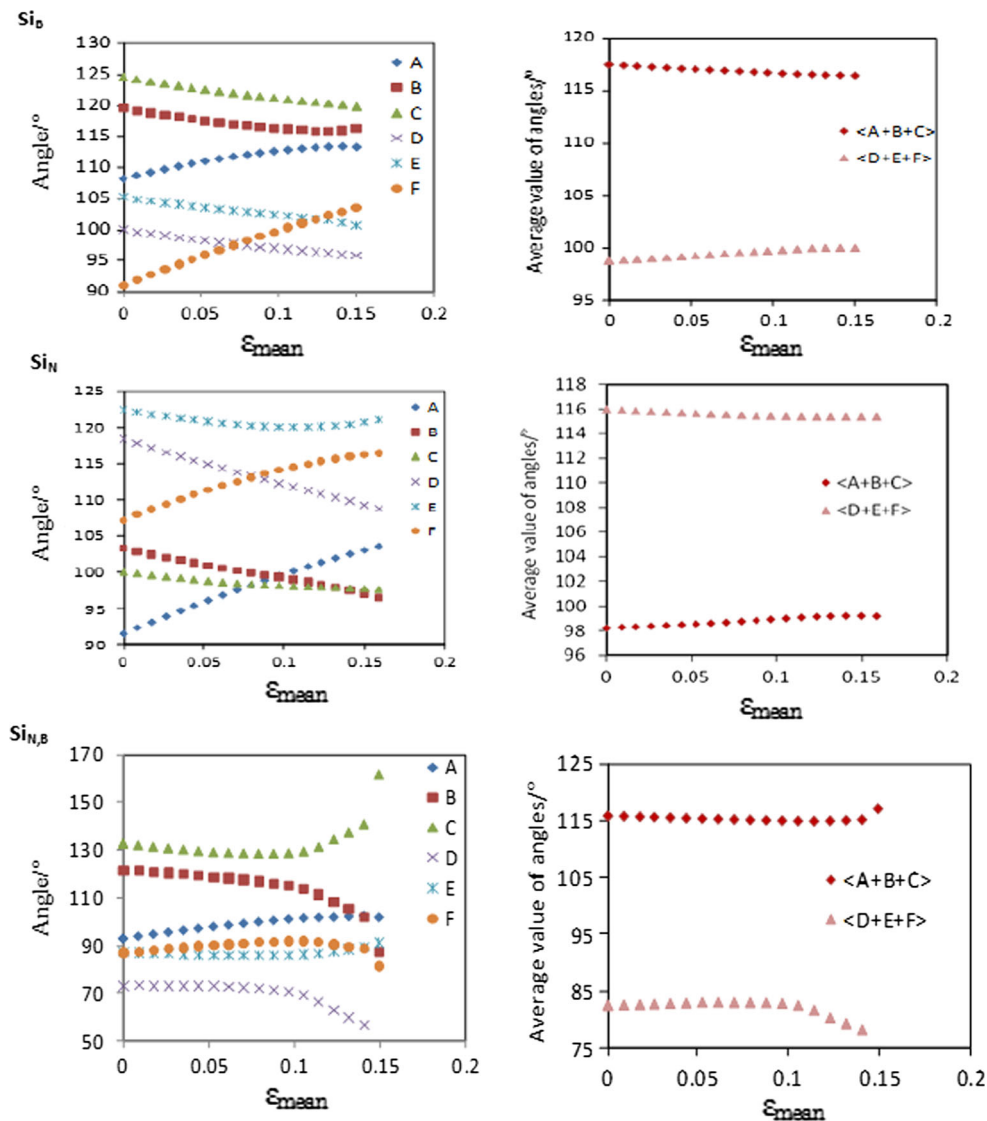 SiB
130
125
120
115
110
105
100
95
90
Angle/°
0 0.05 0.1 0.15 0.2
εmean
A
B
C
D
E
F
120
115
110
105
100
95
Average value of angles/°
0 0.05 0.1 0.15 0.2
εmean
<A+B+C>
<D+E+F>
SiN
125
120
115
110
105
100
95
90
Angle/°
0 0.05 0.1 0.15 0.2
εmean
A
B
C
D
E
F
118
116
114
112
110
108
106
104
102
100
98
96
Average value of angles/°
0 0.05 0.1 0.15 0.2
εmean
<A+B+C>
<D+E+F>
SiN,B
170
150
130
110
90
70
50
Angle/°
0 0.05 0.1 0.15 0.2
εmean
A
B
C
D
E
F
125
115
105
95
85
75
Average value of angles/°
0 0.05 0.1 0.15 0.2
εmean
<A+B+C>
<D+E+F>